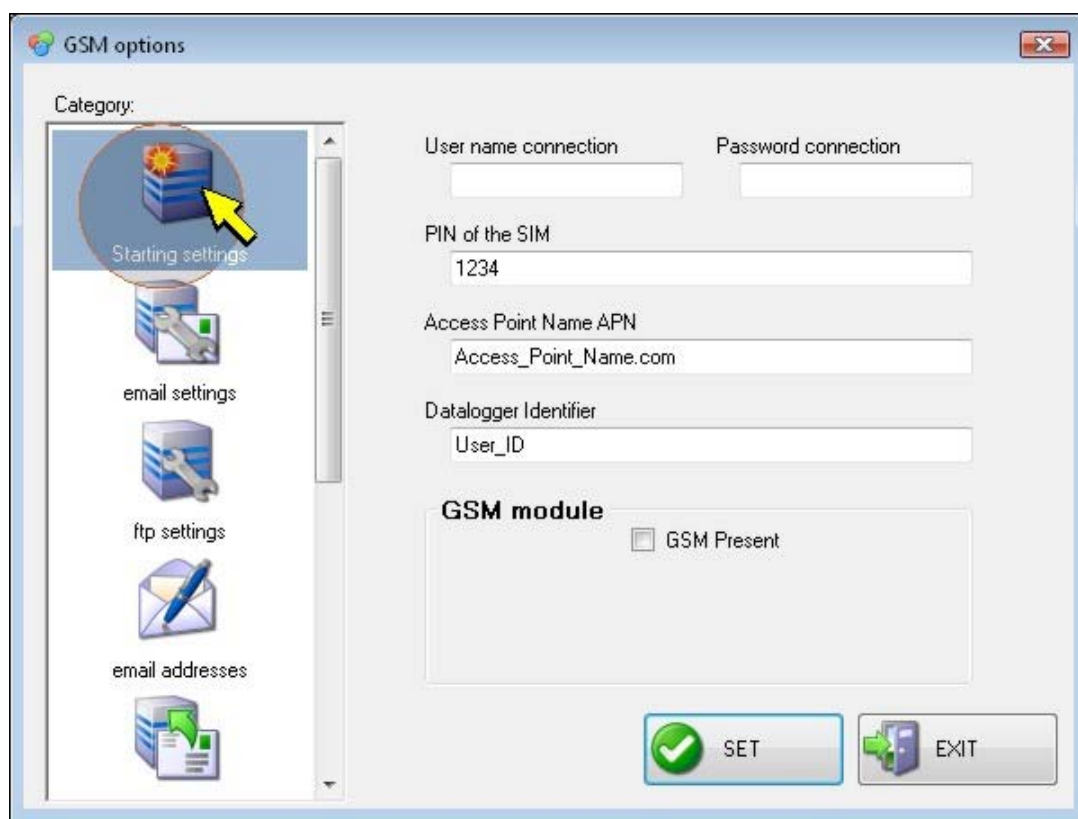 GSM options
Category:
Starting settings
email settings
ftp settings
email addresses
User name connection
Password connection
PIN of the SIM
1234
Access Point Name APN
Access_Point_Name.com
Datalogger Identifier
User_ID
GSM module
GSM Present
SET
EXIT